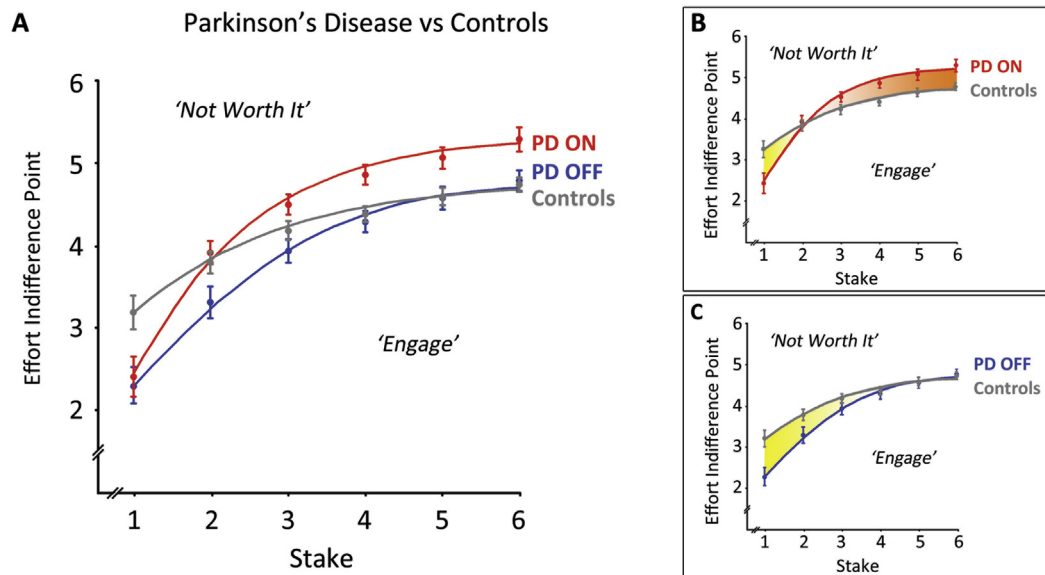 A
Parkinson's Disease vs Controls
Effort Indifference Point
6
5
4
3
2
'Not Worth It'
PD ON
PD OFF
Controls
'Engage'
1 2 3 4 5 6
Stake
B
Effort Indifference Point
6
5
4
3
2
'Not Worth It'
PD ON
Controls
'Engage'
1 2 3 4 5 6
Stake
C
Effort Indifference Point
6
5
4
3
2
'Not Worth It'
PD OFF
Controls
'Engage'
1 2 3 4 5 6
Stake